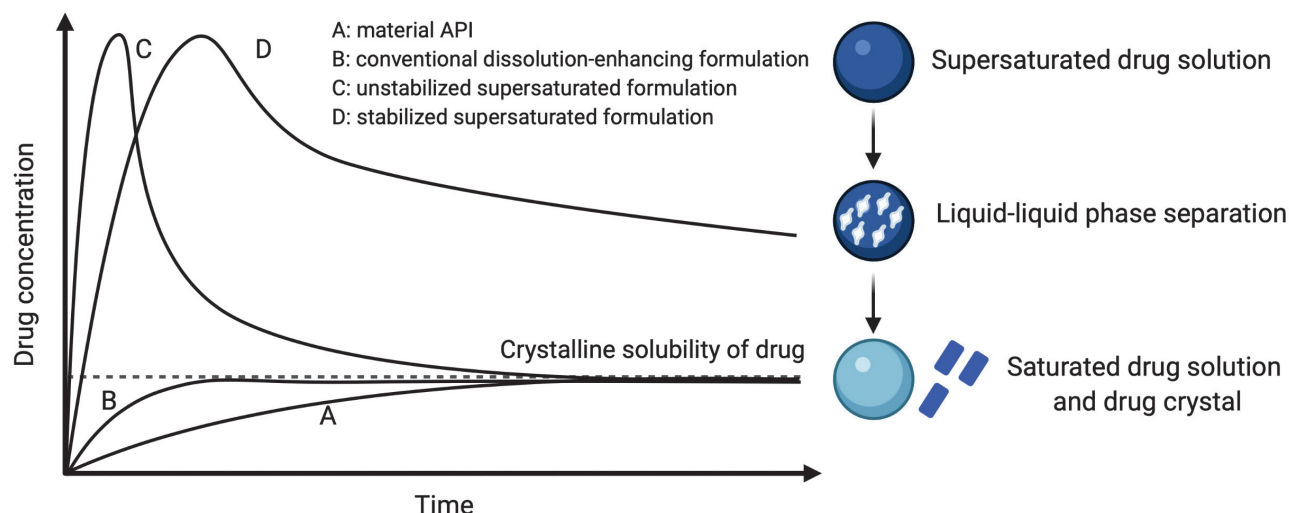 A: material API
B: conventional dissolution-enhancing formulation
C: unstabilized supersaturated formulation
D: stabilized supersaturated formulation
C
D
B
A
Drug concentration
Time
Crystalline solubility of drug
Supersaturated drug solution
Liquid-liquid phase separation
Saturated drug solution
and drug crystal